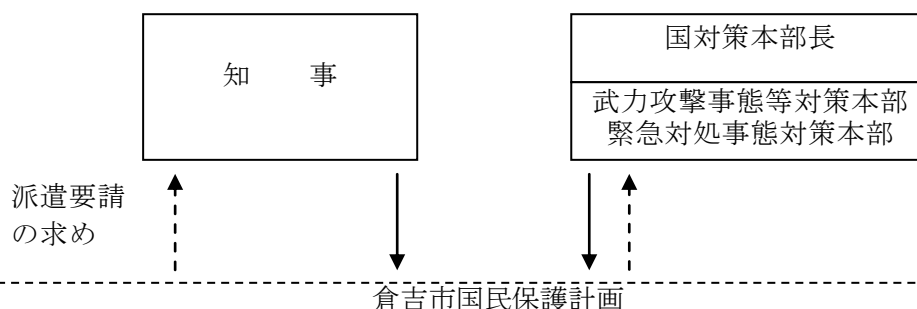 知　　事
国対策本部長
武力攻撃事態等対策本部
緊急対処事態対策本部
派遣要請
の求め
倉吉市国民保護計画